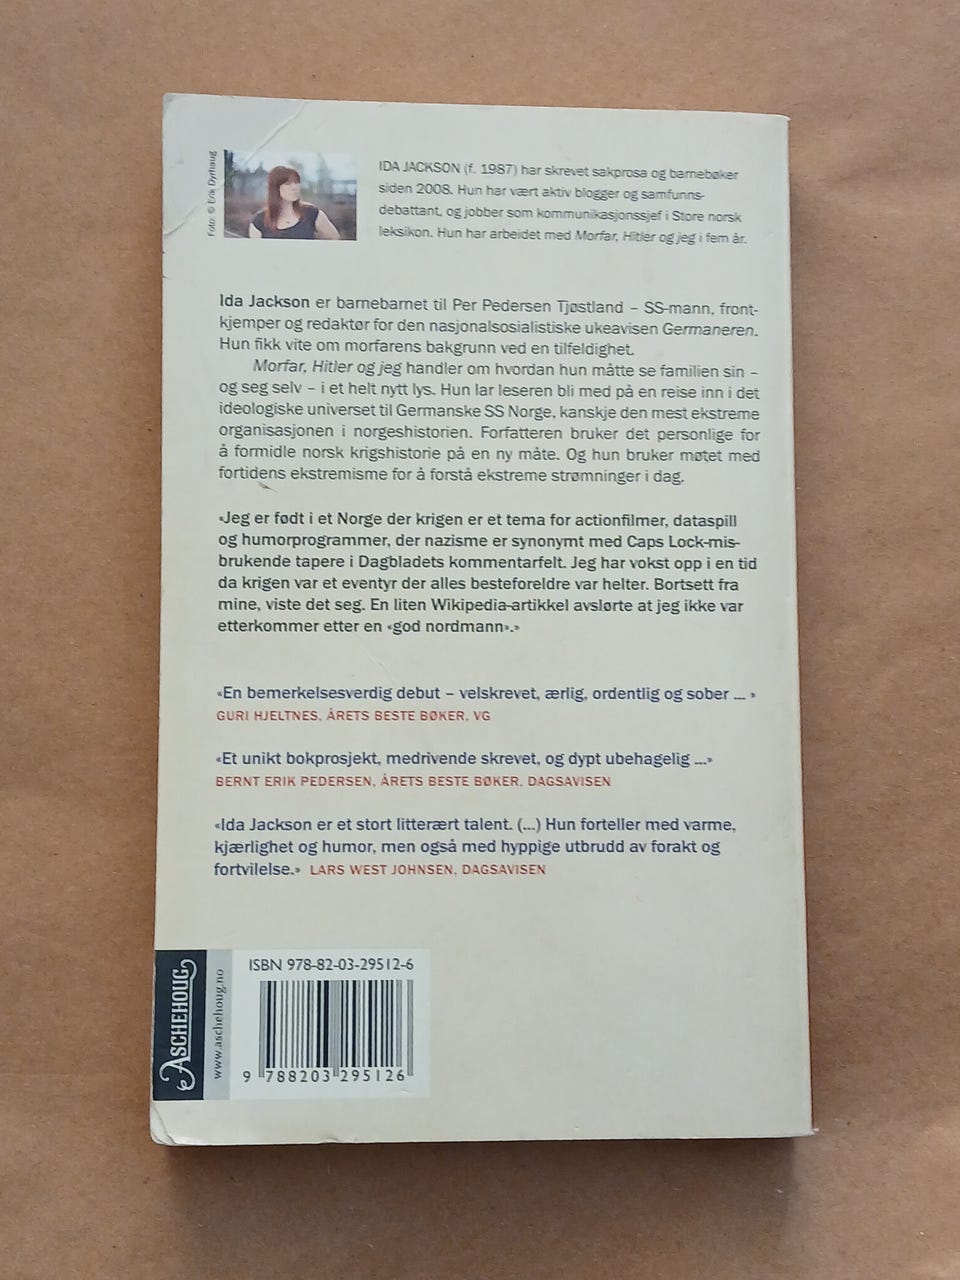 Foto: © Erik Dyrhaug
IDA JACKSON (f. 1987) har skrevet sakprosa og barnebøker
siden 2008. Hun har vært aktiv blogger og samfunns-
debattant, og jobber som kommunikasjonssjef i Store norsk
leksikon. Hun har arbeidet med Morfar, Hitler og jeg i fem år.
Ida Jackson er barnebarnet til Per Pedersen Tjøstland – SS-mann, front-
kjemper og redaktør for den nasjonalsosialistiske ukeavisen Germaneren.
Hun fikk vite om morfarens bakgrunn ved en tilfeldighet.
Morfar, Hitler og jeg handler om hvordan hun måtte se familien sin –
og seg selv – i et helt nytt lys. Hun lar leseren bli med på en reise inn i det
ideologiske universet til Germanske SS Norge, kanskje den mest ekstreme
organisasjonen i norgeshistorien. Forfatteren bruker det personlige for
å formidle norsk krigshistorie på en ny måte. Og hun bruker møtet med
fortidens ekstremisme for å forstå ekstreme strømninger i dag.
«Jeg er født i et Norge der krigen er et tema for actionfilmer, dataspill
og humorprogrammer, der nazisme er synonymt med Caps Lock-mis-
brukende tapere i Dagbladets kommentarfelt. Jeg har vokst opp i en tid
da krigen var et eventyr der alles besteforeldre var helter. Bortsett fra
mine, viste det seg. En liten Wikipedia-artikkel avslørte at jeg ikke var
etterkommer etter en «god nordmann».»
«En bemerkelsesverdig debut – velskrevet, ærlig, ordentlig og sober ... »
GURI HJELTNES, ÅRETS BESTE BØKER, VG
«Et unikt bokprosjekt, medrivende skrevet, og dypt ubehagelig ...»
BERNT ERIK PEDERSEN, ÅRETS BESTE BØKER, DAGSAVISEN
«Ida Jackson er et stort litterært talent. (...) Hun forteller med varme,
kjærlighet og humor, men også med hyppige utbrudd av forakt og
fortvilelse.» LARS WEST JOHNSEN, DAGSAVISEN
ASCHEHOUG
www.aschehoug.no
ISBN 978-82-03-29512-6
9 788203 295126